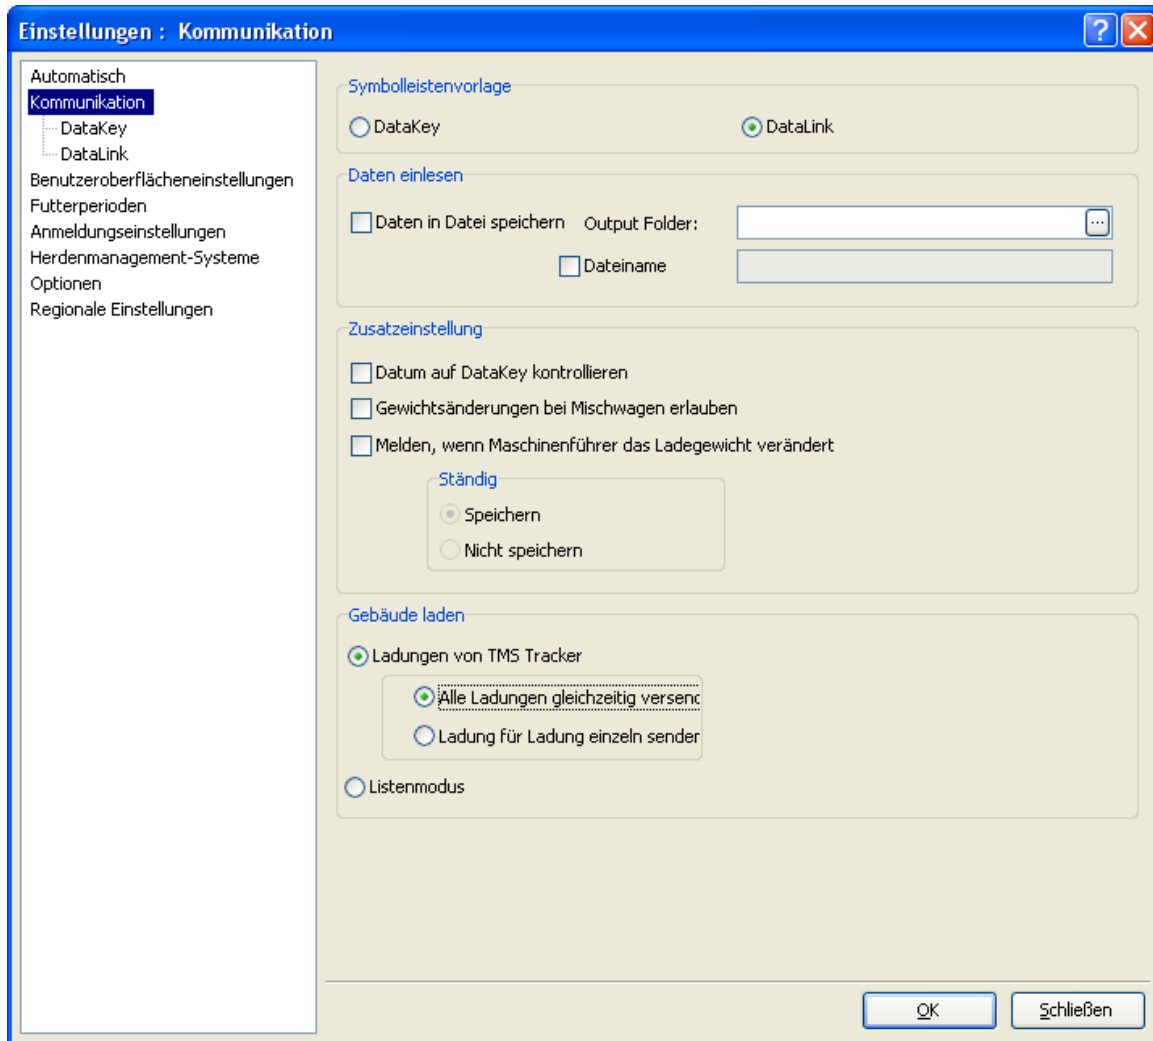 Einstellungen : Kommunikation
Automatisch
Kommunikation
DataKey
DataLink
Benutzeroberflächeneinstellungen
Futterperioden
Anmeldungseinstellungen
Herdenmanagement-Systeme
Optionen
Regionale Einstellungen
Symbolleistenvorlage
DataKey DataLink
Daten einlesen
Daten in Datei speichern Output Folder: ...
Dateiname
Zusatzeinstellung
Datum auf DataKey kontrollieren
Gewichtsänderungen bei Mischwagen erlauben
Melden, wenn Maschinenführer das Ladegewicht verändert
Ständig
Speichern
Nicht speichern
Gebäude laden
Ladungen von TMS Tracker
Alle Ladungen gleichzeitig versend
Ladung für Ladung einzeln sender
Listenmodus
OK Schließen